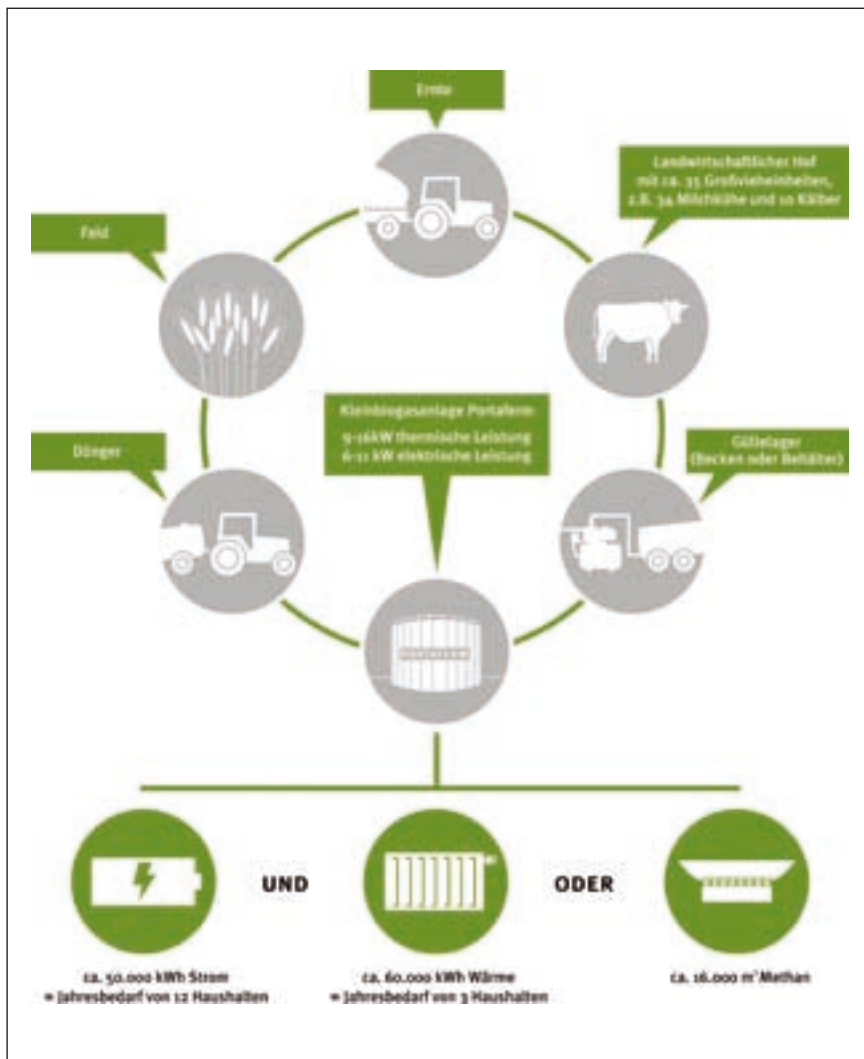 Ernte
Landwirtschaftlicher Hof
mit ca. 35 Großvieheinheiten,
z.B. 34 Milchkühe und 10 Kälber
Feld
Kleinbiogasanlage Portaferm
9-16kW thermische Leistung
6-11 kW elektrische Leistung
Dünger
Güllelager
(Becken oder Behälter)
PORTAFERM
UND
ODER
ca. 50.000 kWh Strom
= Jahresbedarf von 12 Haushalten
ca. 60.000 kWh Wärme
= Jahresbedarf von 3 Haushalten
ca. 16.000 m³ Methan